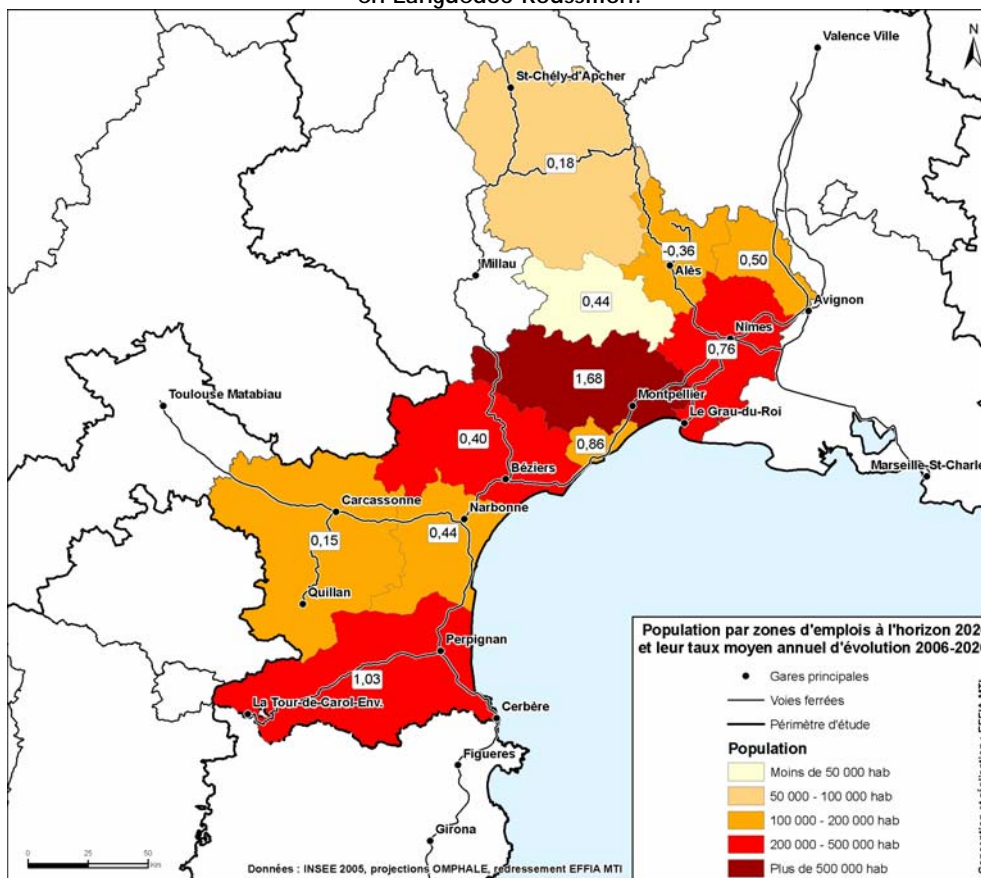 en Languedoc-Roussillon.
Valence Ville
N
St-Chély-d'Apcher
0,18
Millau
-0,36
Alès
0,50
0,44
Avignon
Nîmes
0,76
Toulouse Matabiau
1,68
Montpellier
Le Grau-du-Roi
0,40
0,86
Béziers
Marseille-St-Charle
Carcassonne
Narbonne
0,15
0,44
Quillan
Perpignan
1,03
La Tour-de-Carol-Env.
Cerbère
Figueres
Girona
Population par zones d'emplois à l'horizon 202
et leur taux moyen annuel d'évolution 2006-202
Gares principales
Voies ferrées
Périmètre d'étude
Population
Moins de 50 000 hab
50 000 - 100 000 hab
100 000 - 200 000 hab
200 000 - 500 000 hab
Plus de 500 000 hab
0 25 50
Km
Données : INSEE 2005, projections OMPHALE, redressement EFFIA MTI